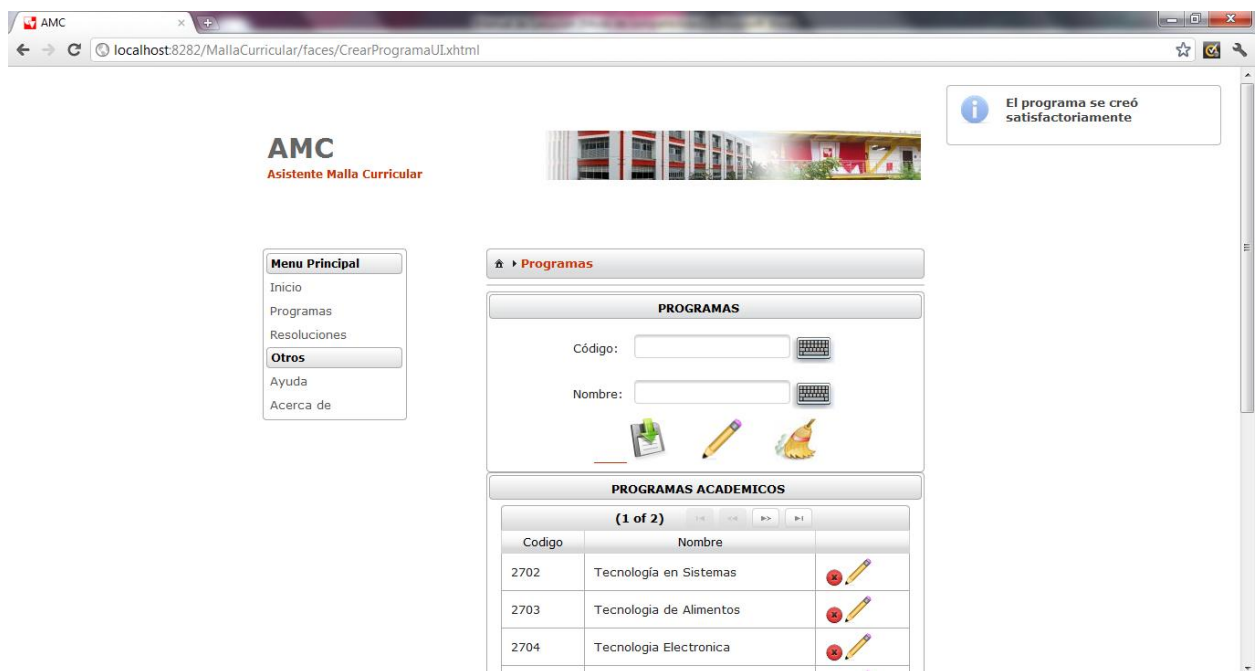 AMC
localhost:8282/MallaCurricular/faces/CrearProgramaUI.xhtml
El programa se creó
satisfactoriamente
AMC
Asistente Malla Curricular
Menu Principal
Inicio
Programas
Resoluciones
Otros
Ayuda
Acerca de
Programas
PROGRAMAS
Código:
Nombre:
PROGRAMAS ACADEMICOS
(1 of 2)
Codigo Nombre
2702 Tecnología en Sistemas
2703 Tecnologia de Alimentos
2704 Tecnologia Electronica